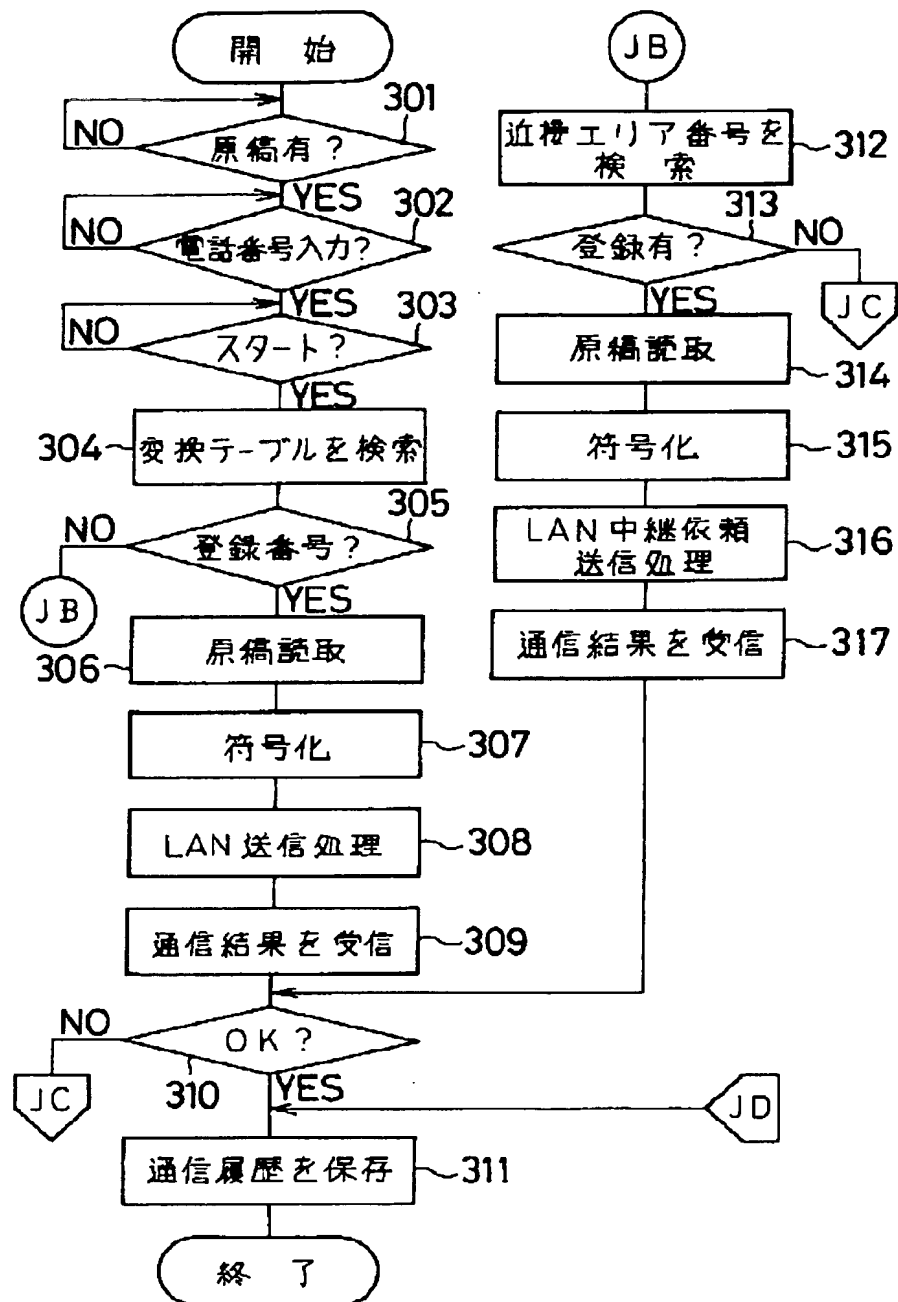 開始
301
NO
原稿有?
YES
302
NO
電話番号入力?
YES
303
NO
スタート?
YES
304
変換テーブルを検索
305
NO
登録番号?
JB
YES
306
原稿読取
符号化
307
LAN送信処理
308
通信結果を受信
309
NO
OK?
JC
310
YES
JD
通信履歴を保存
311
終了
JB
近接エリア番号を
検索
312
313
登録有?
NO
JC
YES
原稿読取
314
符号化
315
LAN中継依頼
送信処理
316
通信結果を受信
317